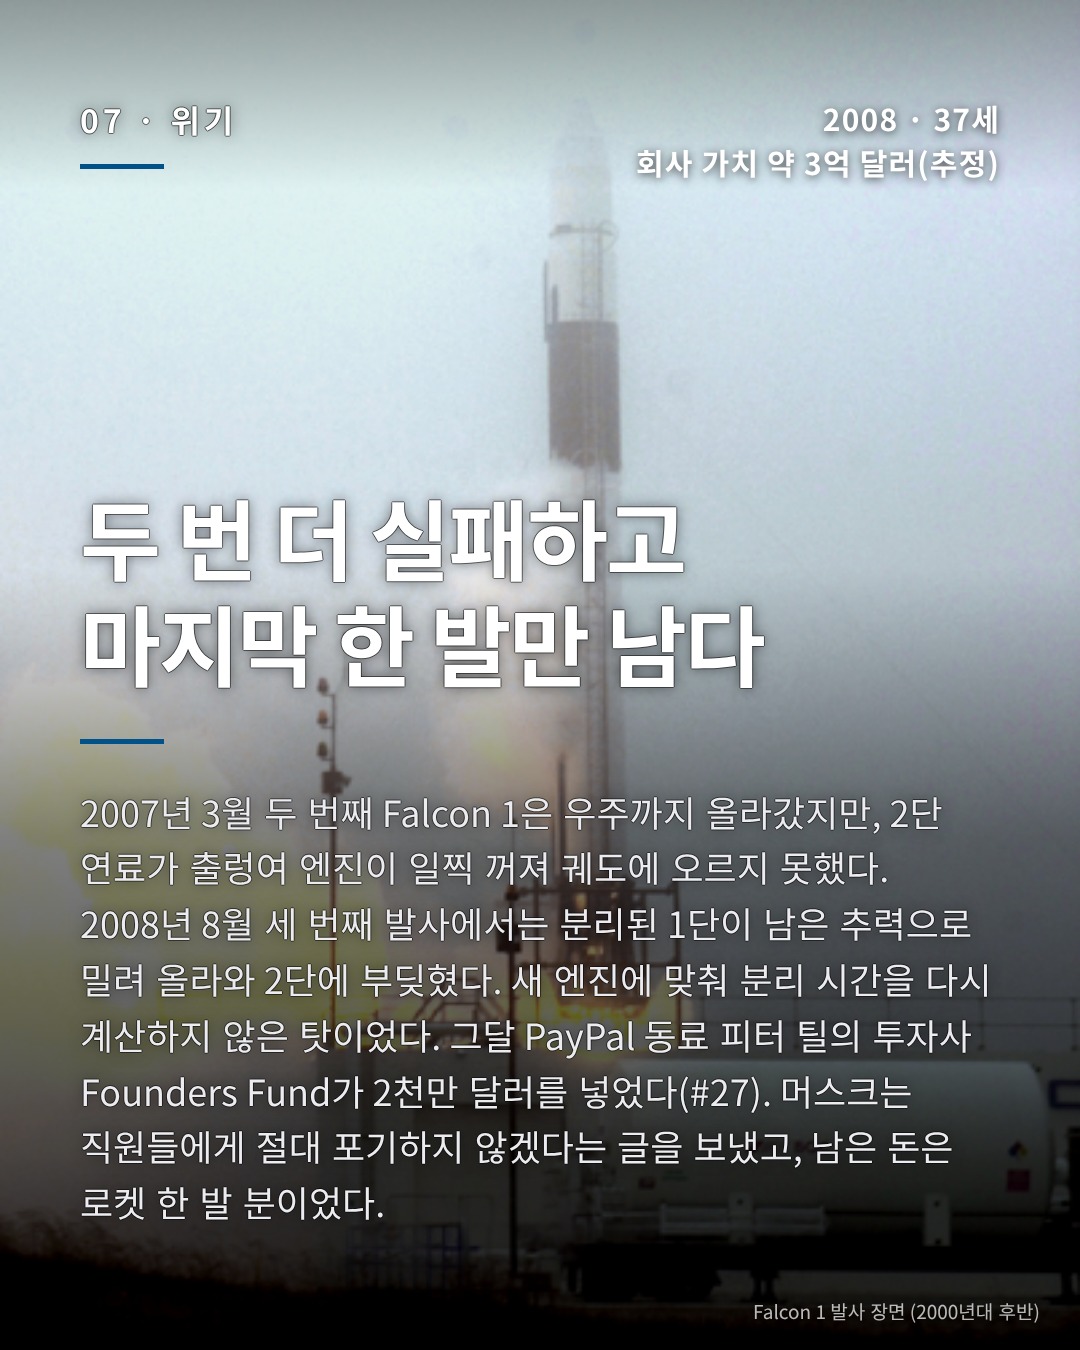 07 · 위기
2008 · 37세
회사 가치 약 3억 달러(추정)
두 번 더 실패하고
마지막 한 발만 남다
2007년 3월 두 번째 Falcon 1은 우주까지 올라갔지만, 2단
연료가 출렁여 엔진이 일찍 꺼져 궤도에 오르지 못했다.
2008년 8월 세 번째 발사에서는 분리된 1단이 남은 추력으로
밀려 올라와 2단에 부딪혔다. 새 엔진에 맞춰 분리 시간을 다시
계산하지 않은 탓이었다. 그달 PayPal 동료 피터 틸의 투자사
Founders Fund가 2천만 달러를 넣었다(#27). 머스크는
직원들에게 절대 포기하지 않겠다는 글을 보냈고, 남은 돈은
로켓 한 발 분이었다.
Falcon 1 발사 장면 (2000년대 후반)